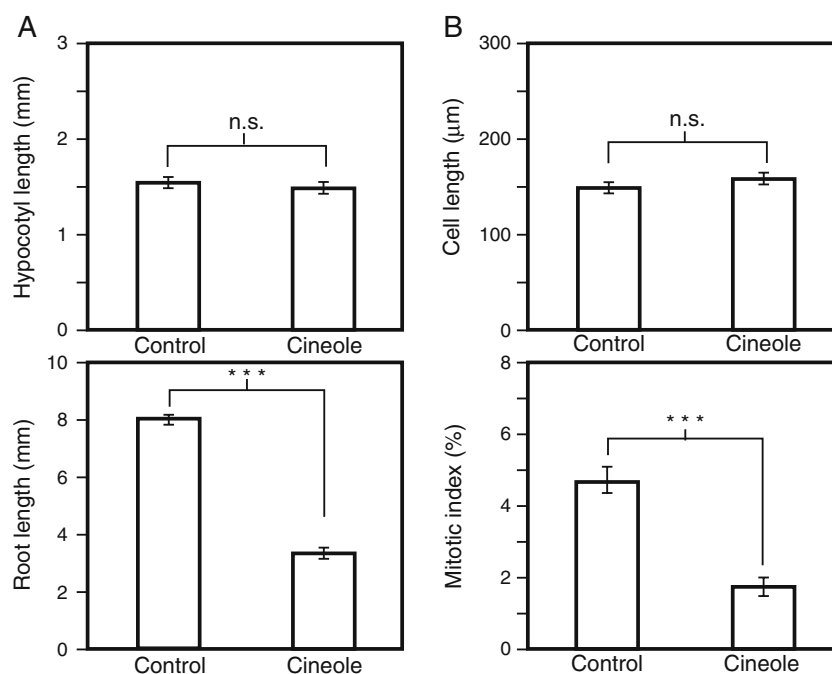 A
Hypocotyl length (mm)
3
2
1
0
n.s.
Control Cineole
B
Cell length (μm)
300
200
100
0
n.s.
Control Cineole
Root length (mm)
10
8
6
4
2
0
* * *
Control Cineole
Mitotic index (%)
8
6
4
2
0
* * *
Control Cineole